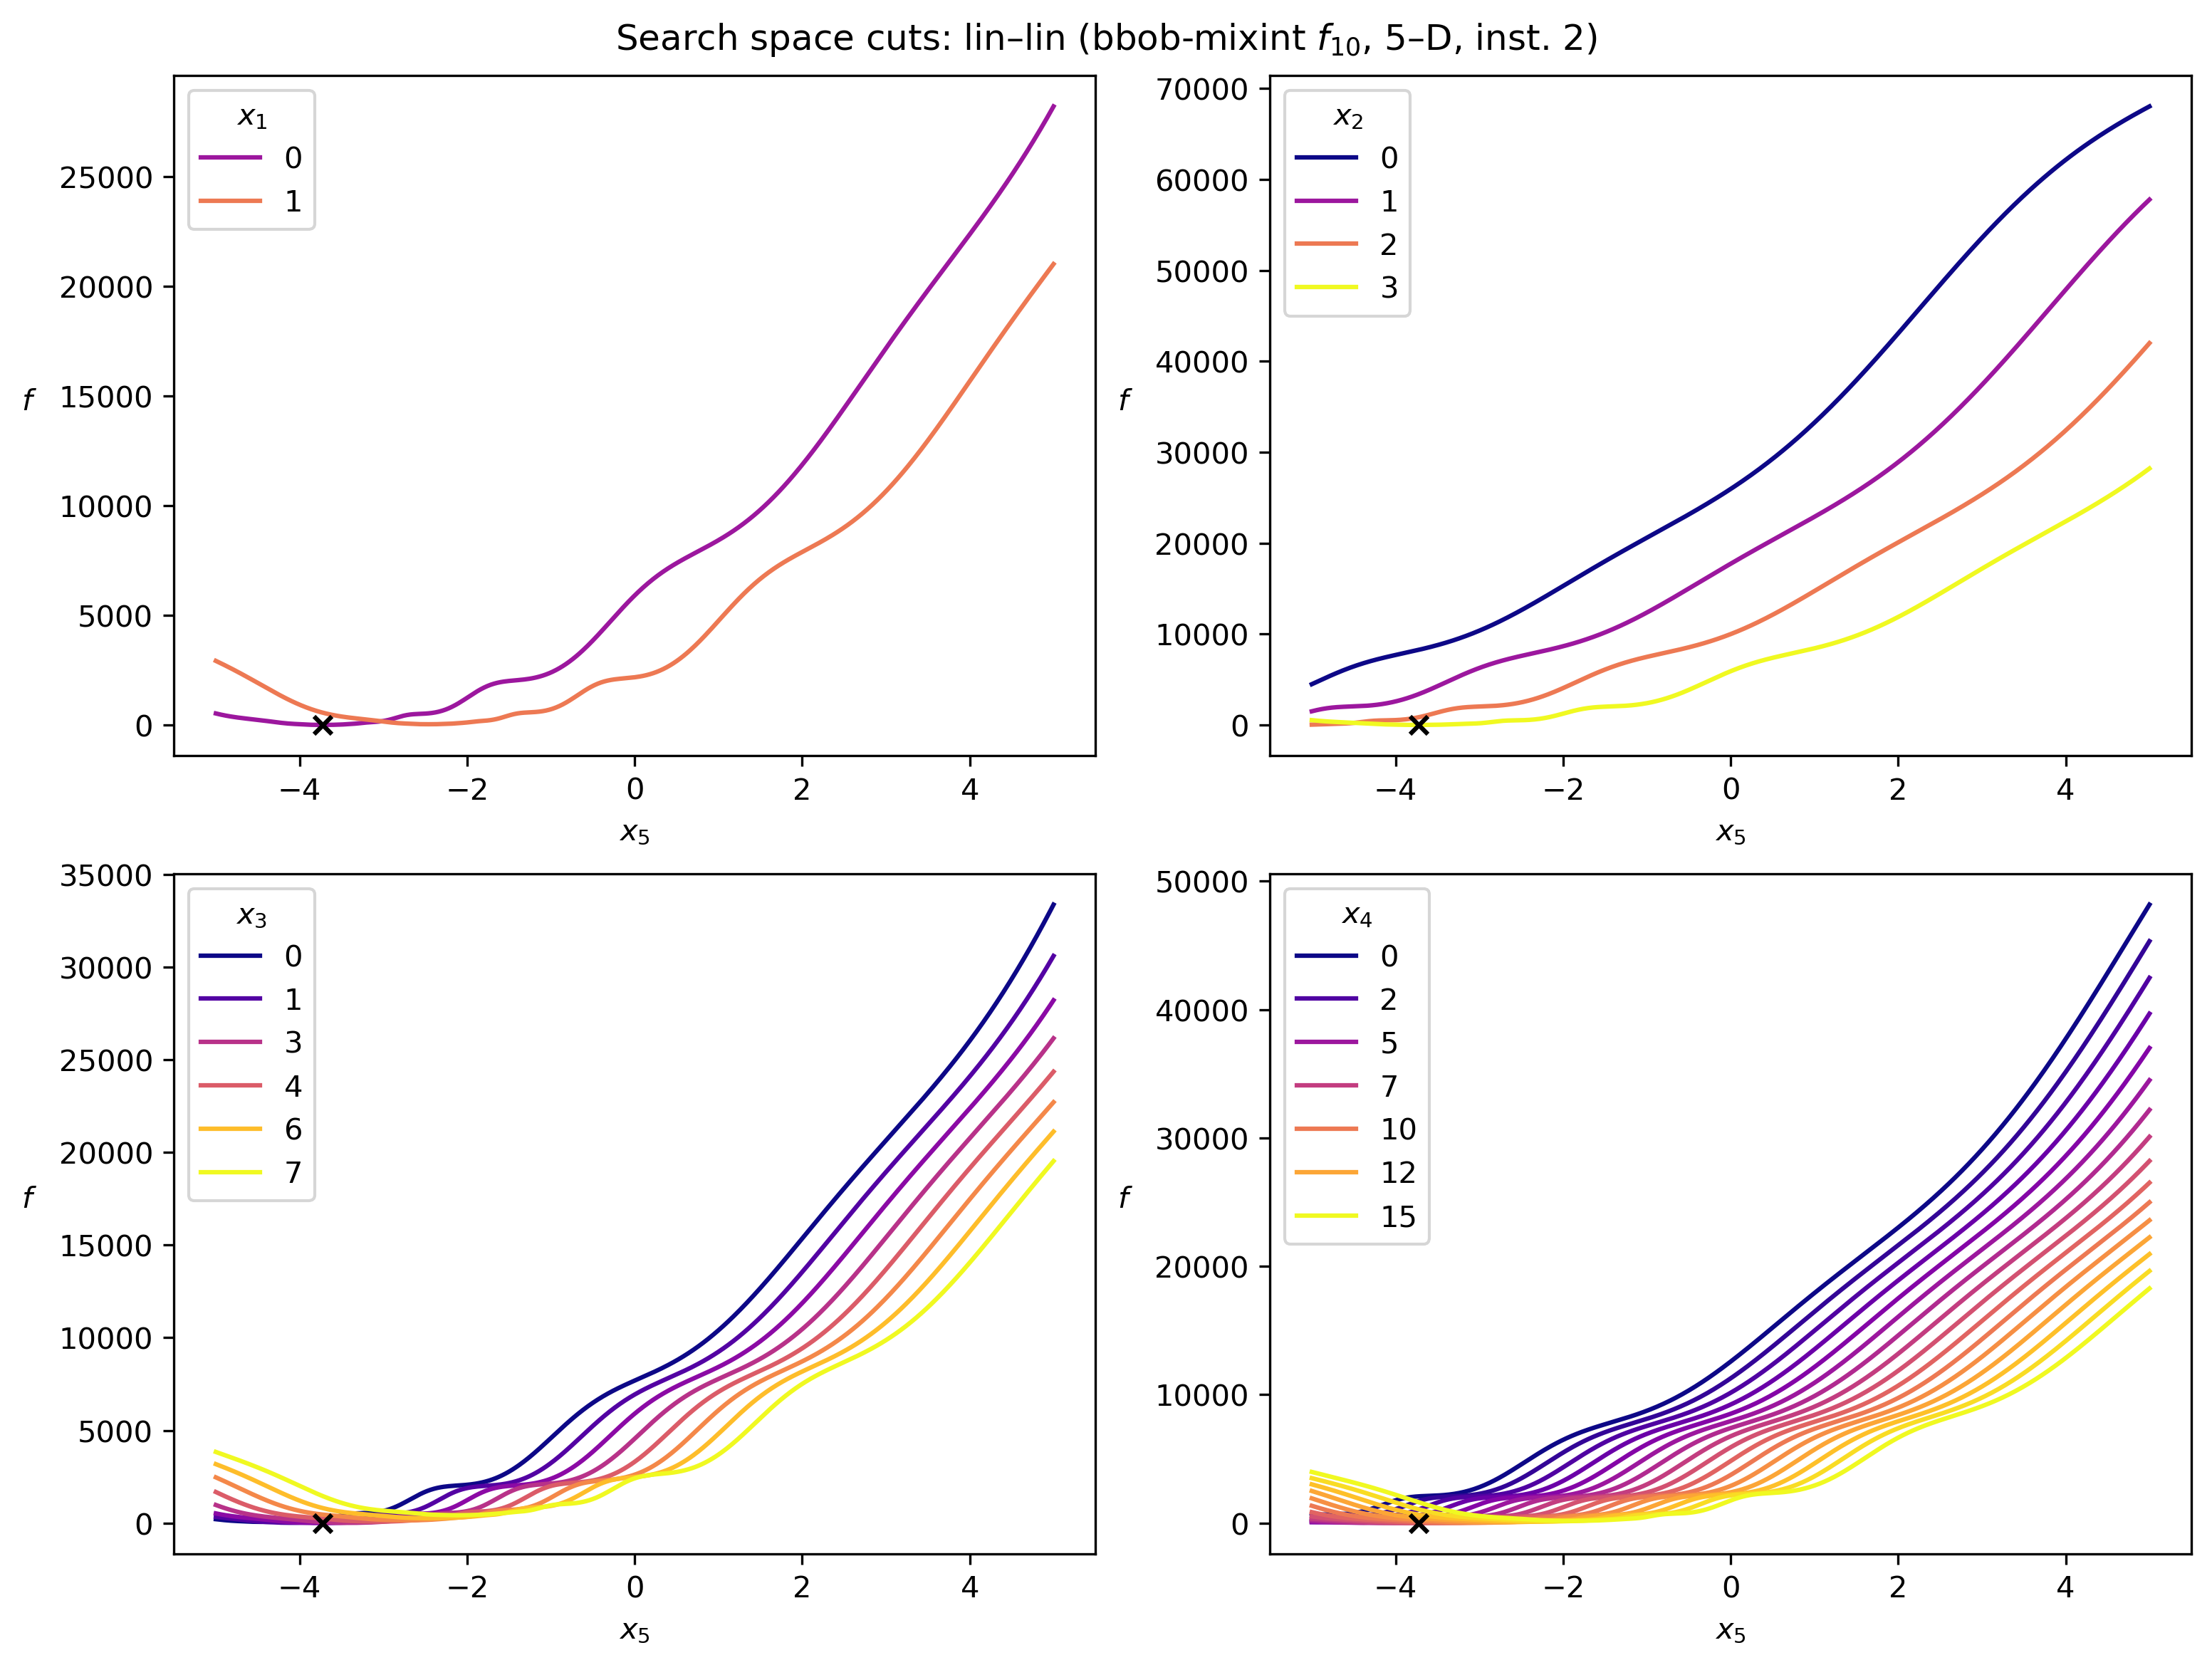 Search space cuts: lin–lin (bbob-mixint f₁₀, 5–D, inst. 2)
x₁
0
1
25000
20000
15000
10000
5000
0
f
−4 −2 0 2 4
x₅
x₂
0
1
2
3
70000
60000
50000
40000
30000
20000
10000
0
f
−4 −2 0 2 4
x₅
x₃
0
1
3
4
6
7
35000
30000
25000
20000
15000
10000
5000
0
f
−4 −2 0 2 4
x₅
x₄
0
2
5
7
10
12
15
50000
40000
30000
20000
10000
0
f
−4 −2 0 2 4
x₅